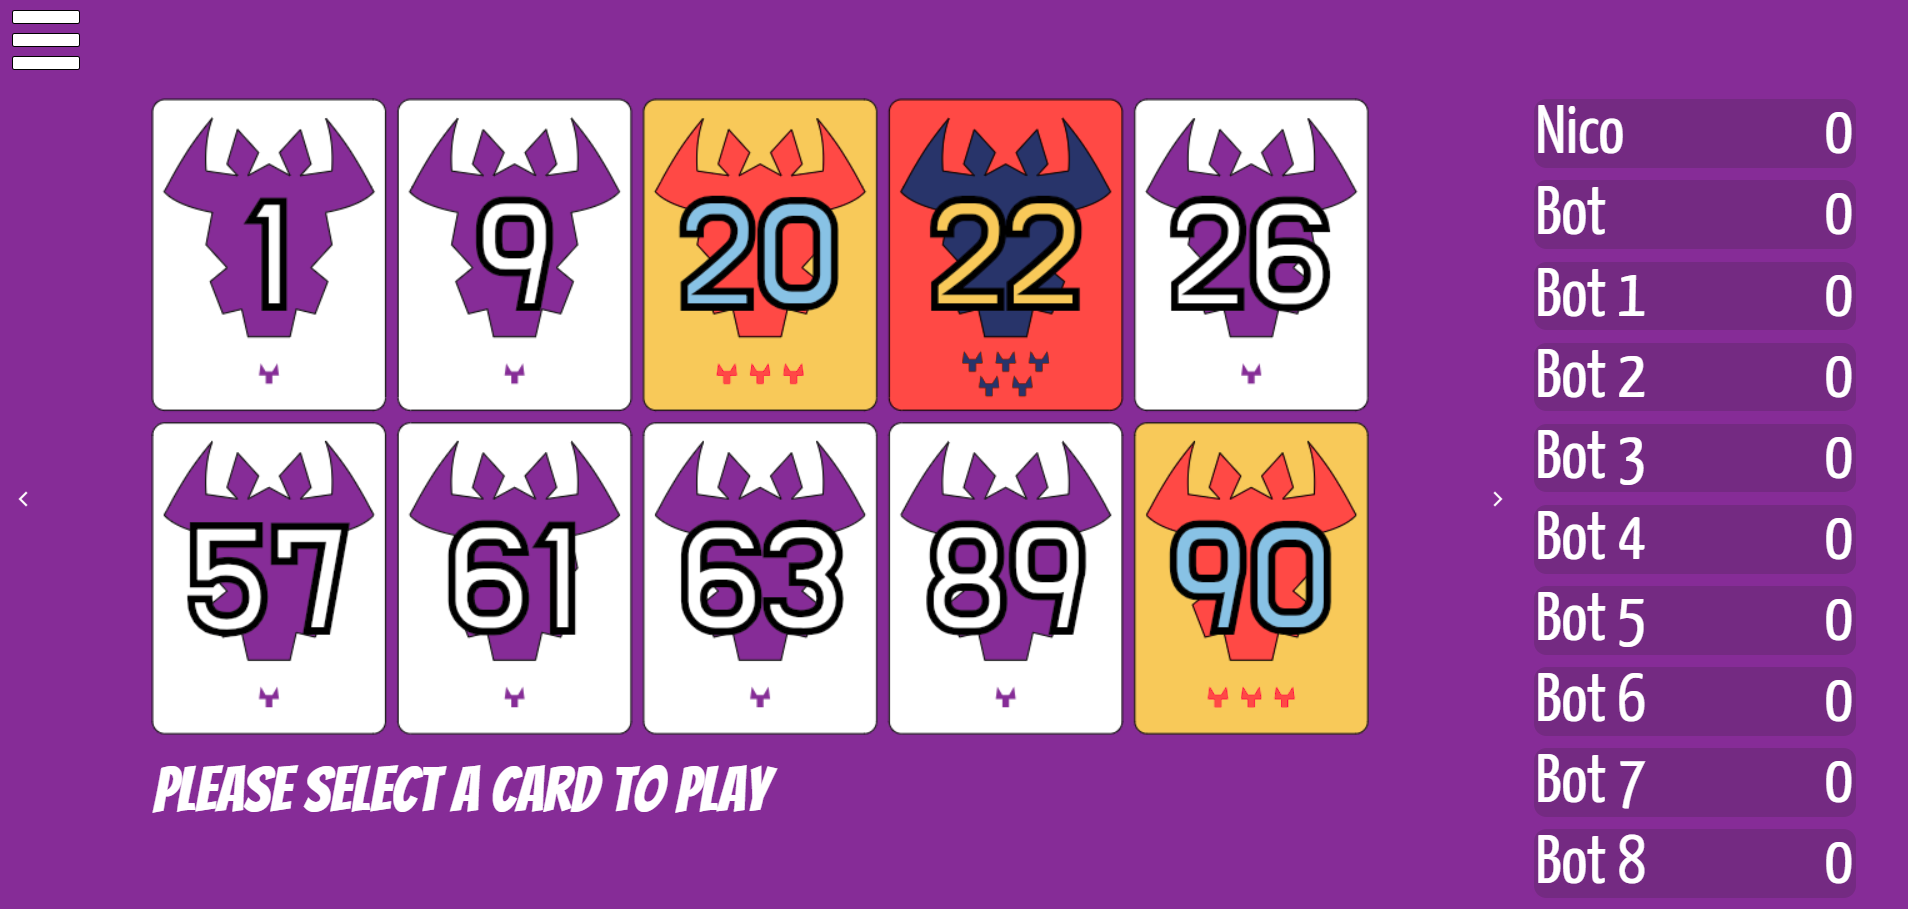 1 9 20 22 26
57 61 63 89 90
PLEASE SELECT A CARD TO PLAY
Nico 0
Bot 0
Bot 1 0
Bot 2 0
Bot 3 0
Bot 4 0
Bot 5 0
Bot 6 0
Bot 7 0
Bot 8 0